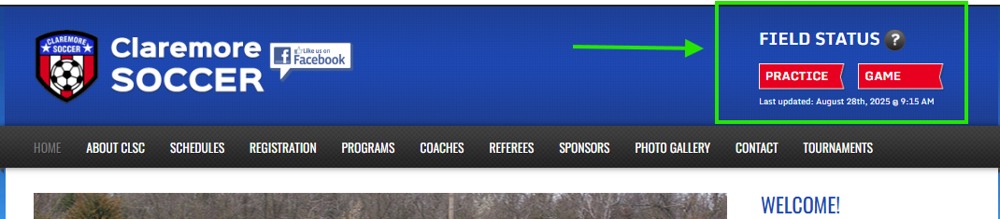 CLAREMORE
SOCCER
Claremore
SOCCER
Like us on
Facebook
FIELD STATUS ?
PRACTICE GAME
Last updated: August 28th, 2025 @ 9:15 AM
HOME ABOUT CLSC SCHEDULES REGISTRATION PROGRAMS COACHES REFEREES SPONSORS PHOTO GALLERY CONTACT TOURNAMENTS
WELCOME!